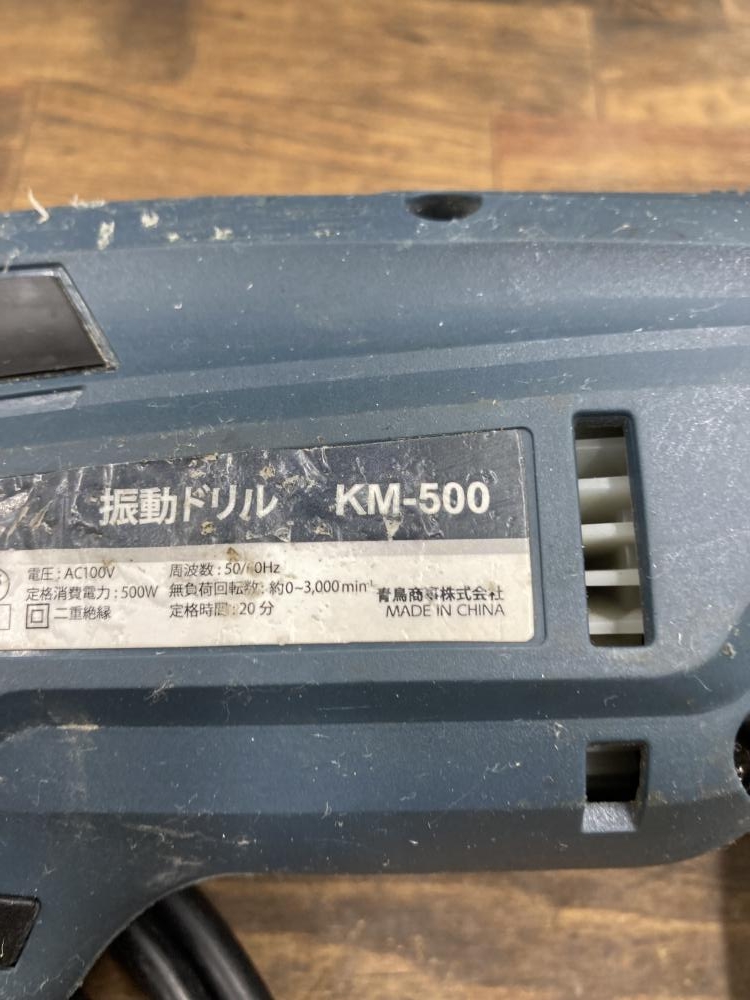 振動ドリル KM-500
電圧：AC100V 周波数：50/60Hz
定格消費電力：500W 無負荷回転数：約0~3,000min⁻¹ 青鳥商事株式会社
二重絶縁 定格時間：20分 MADE IN CHINA